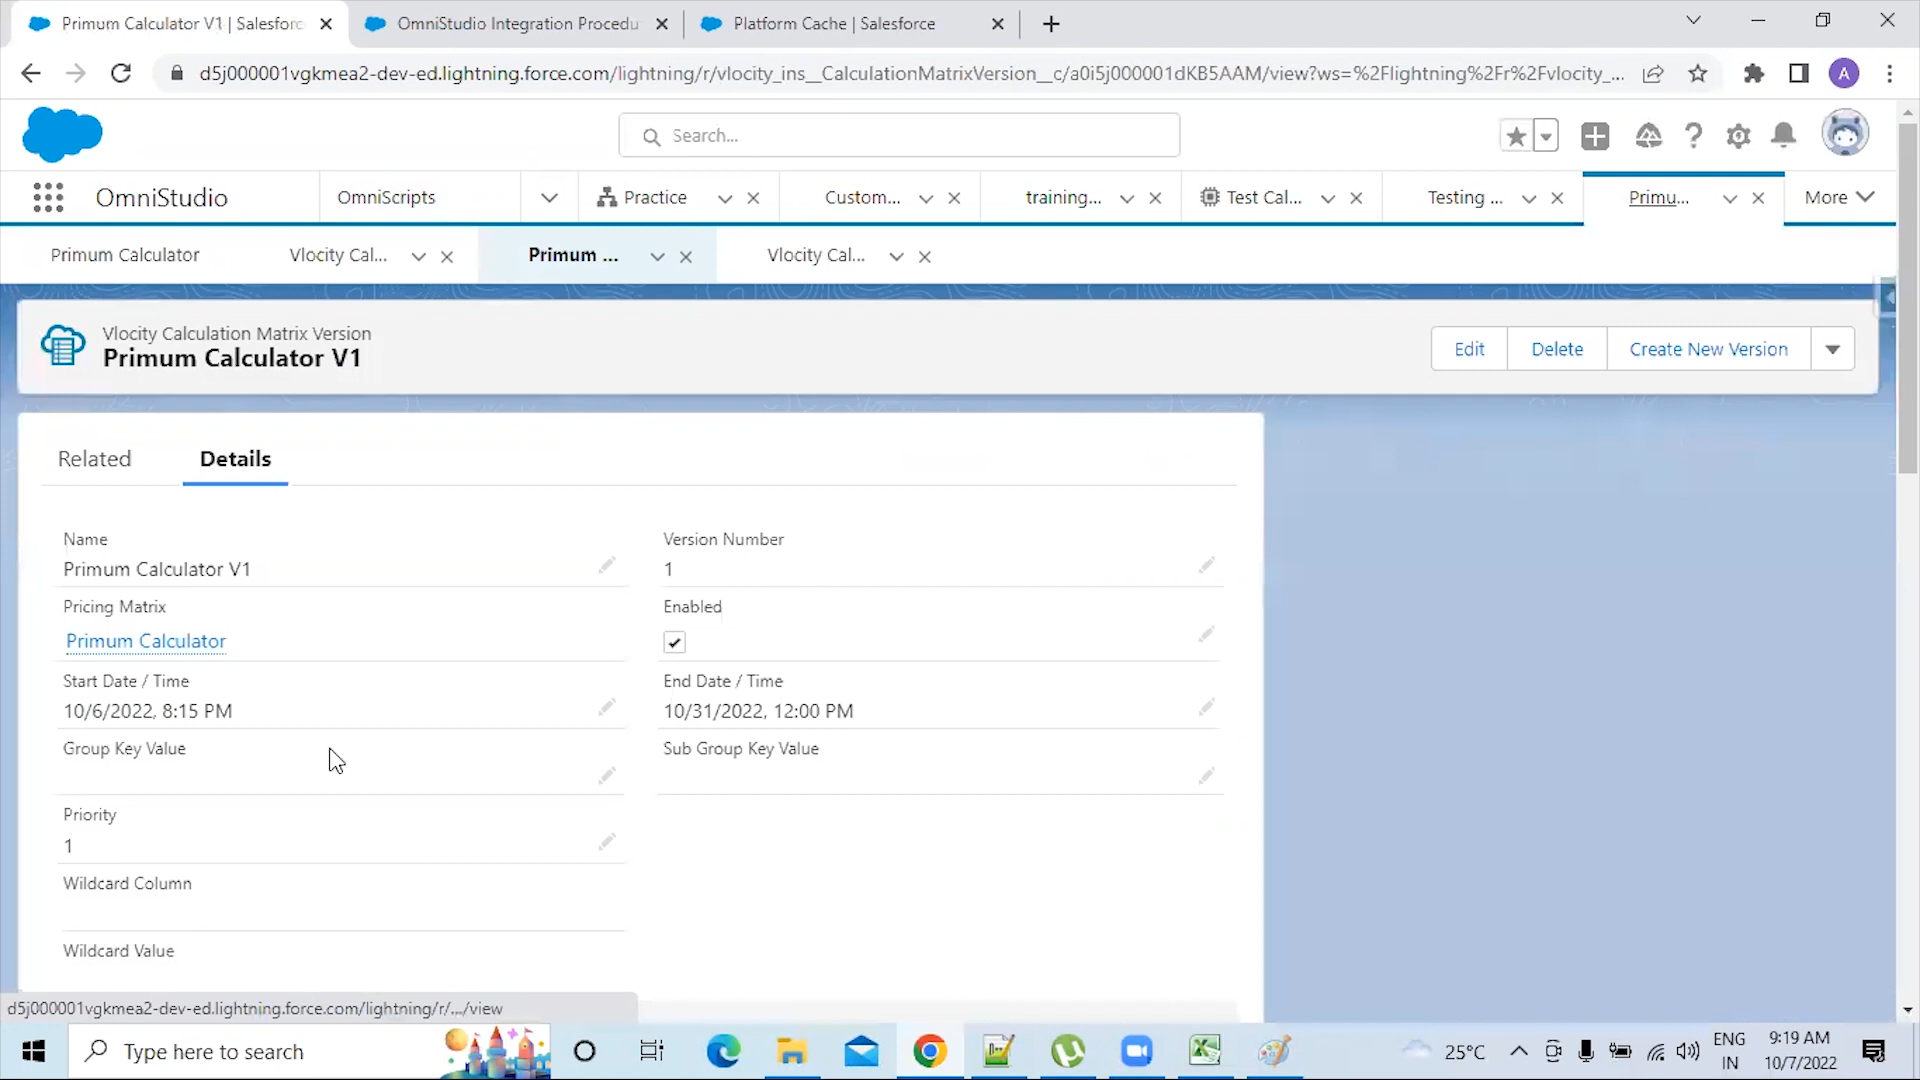 Primum Calculator V1 | Salesforc
OmniStudio Integration Procedu
Platform Cache | Salesforce
d5j000001vgkmea2-dev-ed.lightning.force.com/lightning/r/vlocity_ins__CalculationMatrixVersion__c/a0i5j000001dKB5AAM/view?ws=%2Flightning%2Fr%2Fvlocity_...
A
Search...
OmniStudio
OmniScripts
Practice
Custom...
training...
Test Cal...
Testing ...
Primu...
More
Primum Calculator
Vlocity Cal...
Primum ...
Vlocity Cal...
Vlocity Calculation Matrix Version
Primum Calculator V1
Edit
Delete
Create New Version
Related
Details
Name
Primum Calculator V1
Version Number
1
Pricing Matrix
Primum Calculator
Enabled
Start Date / Time
10/6/2022, 8:15 PM
End Date / Time
10/31/2022, 12:00 PM
Group Key Value
Sub Group Key Value
Priority
1
Wildcard Column
Wildcard Value
d5j000001vgkmea2-dev-ed.lightning.force.com/lightning/r/.../view
Type here to search
25°C
ENG
IN
9:19 AM
10/7/2022